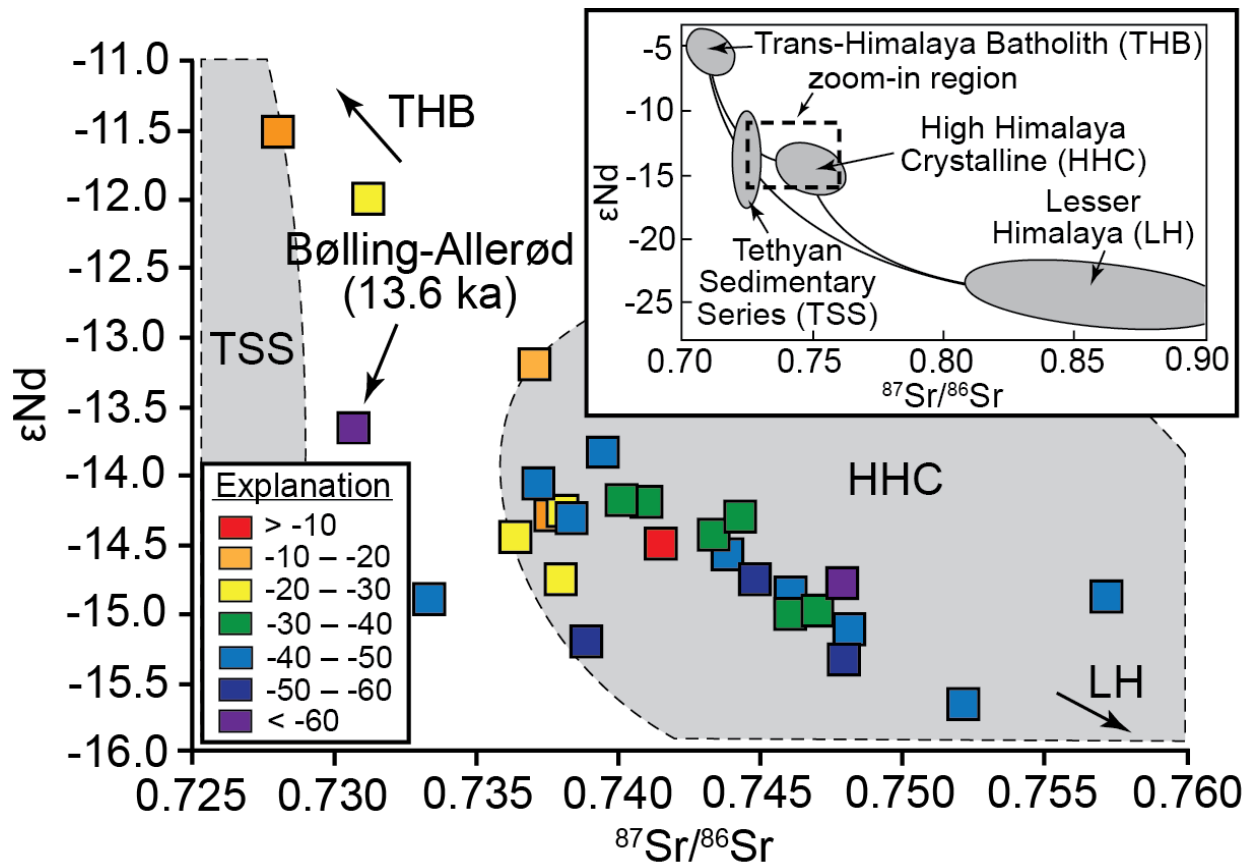 -11.0
-11.5
-12.0
-12.5
-13.0
-13.5
-14.0
-14.5
-15.0
-15.5
-16.0
εNd
0.725
0.730
0.735
0.740
0.745
0.750
0.755
0.760
87Sr/86Sr
THB
Bølling-Allerød
(13.6 ka)
TSS
HHC
LH
Explanation
> -10
-10 – -20
-20 – -30
-30 – -40
-40 – -50
-50 – -60
< -60
-5
-10
-15
-20
-25
εNd
0.70
0.75
0.80
0.85
0.90
87Sr/86Sr
Trans-Himalaya Batholith (THB)
zoom-in region
High Himalaya
Crystalline (HHC)
Lesser
Himalaya (LH)
Tethyan
Sedimentary
Series (TSS)